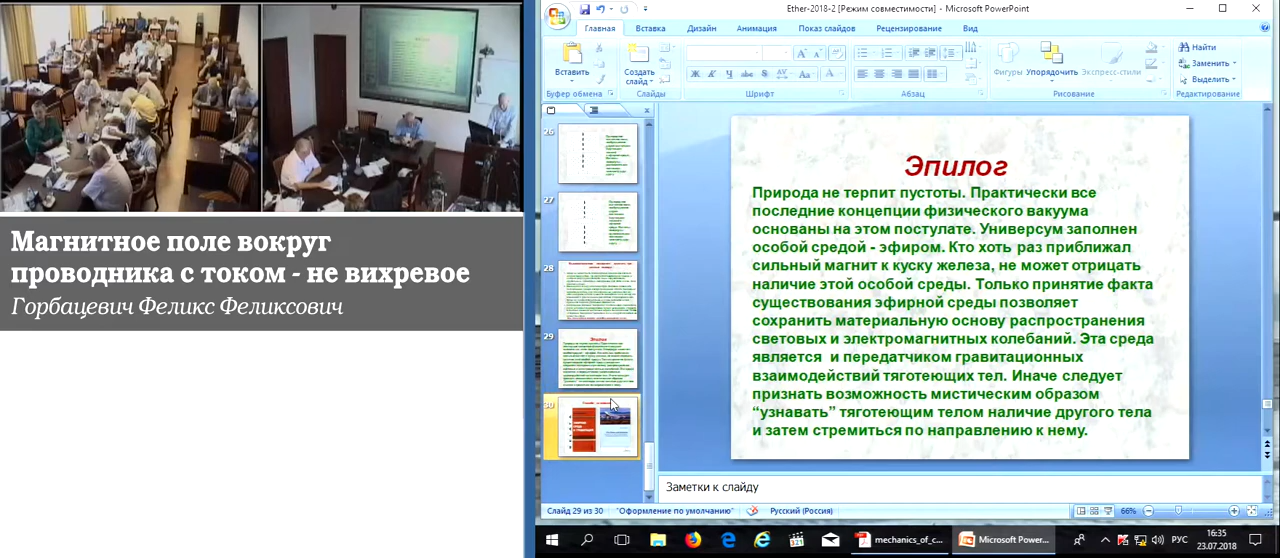 Магнитное поле вокруг
проводника с током - не вихревое
Горбацевич Феликс Феликсович
Ether-2018-2 [Режим совместимости] - Microsoft PowerPoint
Главная Вставка Дизайн Анимация Показ слайдов Рецензирование Вид
Вставить
Создать слайд
Фигуры Упорядочить Экспресс-стили
Найти
Заменить
Выделить
Буфер обмена Слайды Шрифт Абзац Рисование Редактирование
26
27
28
29
Эпилог
30
Эпилог
Природа не терпит пустоты. Практически все
последние концепции физического вакуума
основаны на этом постулате. Универсум заполнен
особой средой - эфиром. Кто хоть раз приближал
сильный магнит к куску железа, не может отрицать
наличие этой особой среды. Только принятие факта
существования эфирной среды позволяет
сохранить материальную основу распространения
световых и электромагнитных колебаний. Эта среда
является и передатчиком гравитационных
взаимодействий тяготеющих тел. Иначе следует
признать возможность мистическим образом
“узнавать” тяготеющим телом наличие другого тела
и затем стремиться по направлению к нему.
Заметки к слайду
Слайд 29 из 30 "Оформление по умолчанию" Русский (Россия) 66%
mechanics_of_c... Microsoft Power... РУС 16:35
23.07.2018